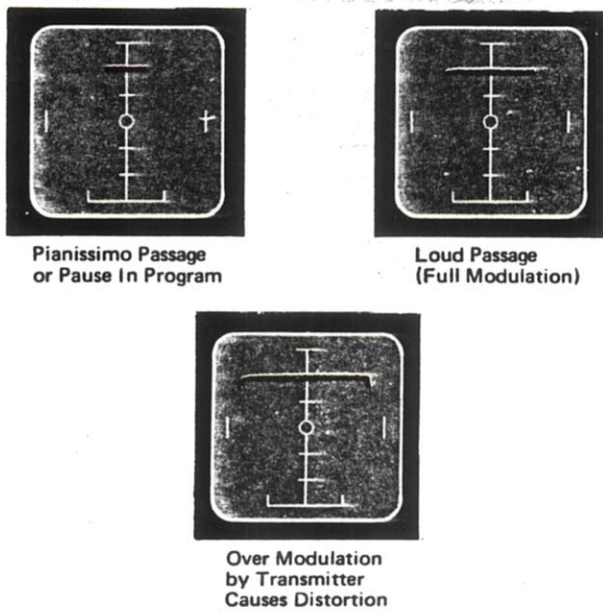 Pianissimo Passage
or Pause In Program
Loud Passage
(Full Modulation)
Over Modulation
by Transmitter
Causes Distortion